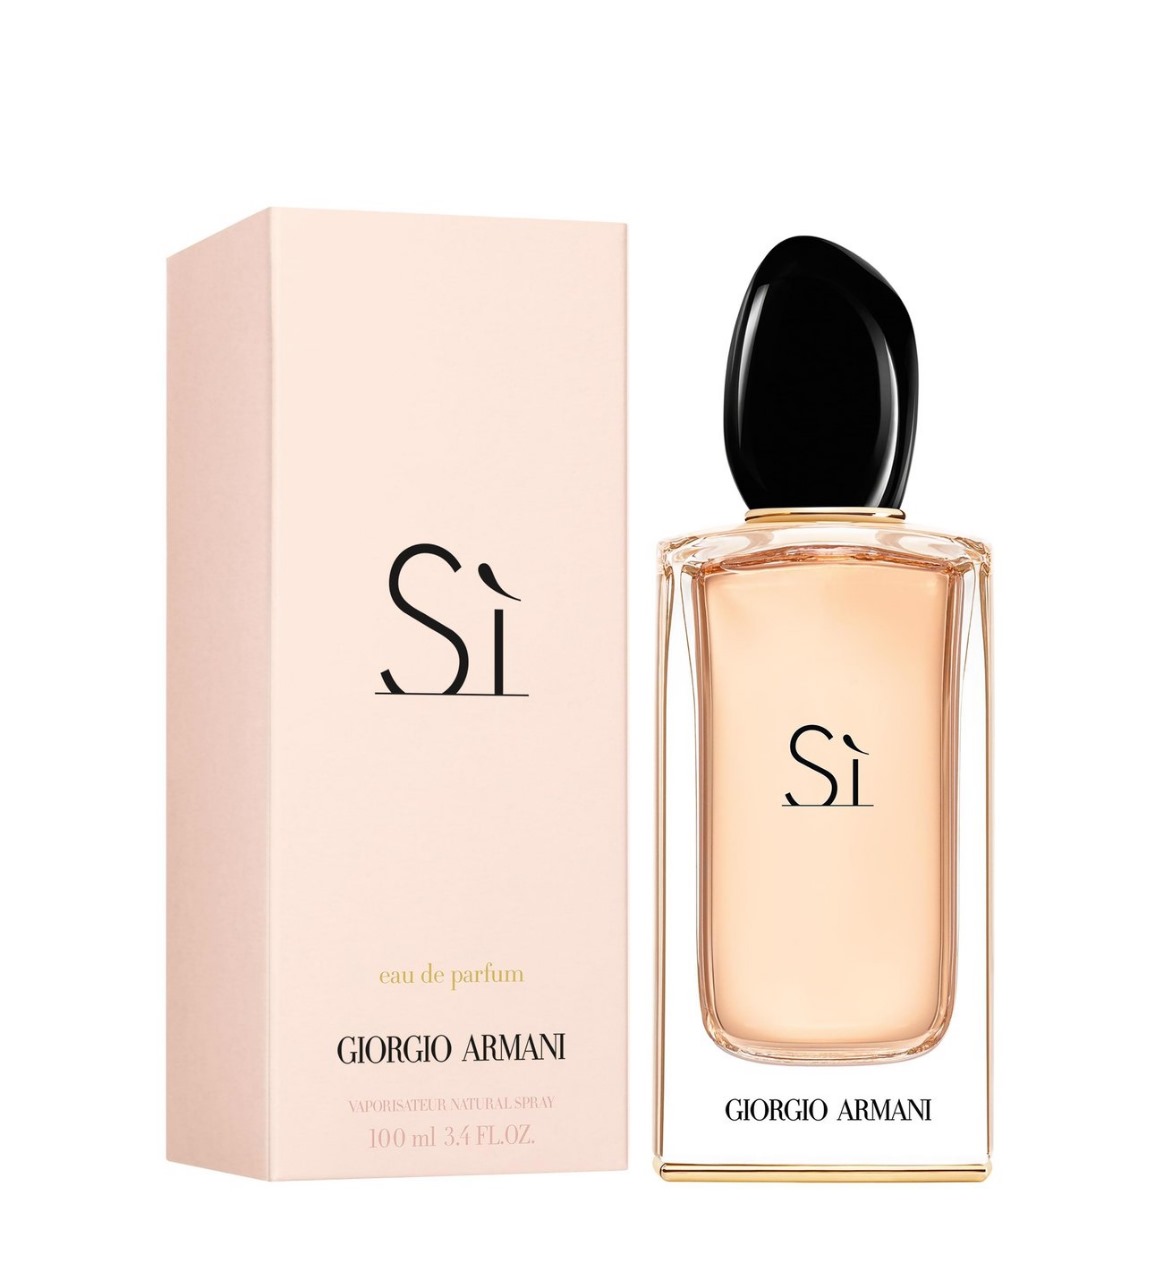 Sì
eau de parfum
GIORGIO ARMANI
VAPORISATEUR NATURAL SPRAY
100 ml 3.4 FL.OZ.
Sì
GIORGIO ARMANI